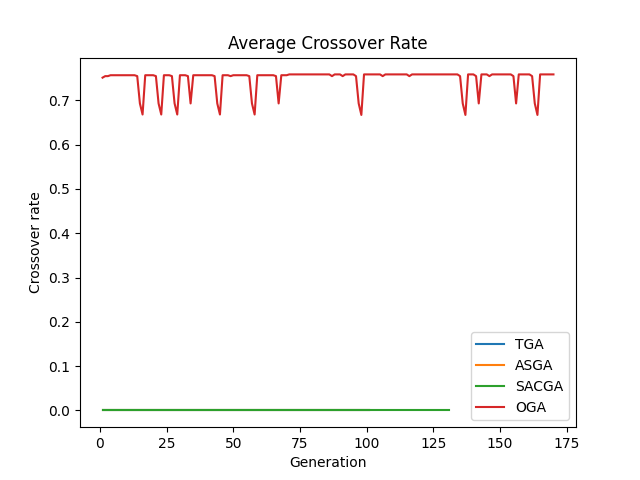 Average Crossover Rate
Crossover rate
0.7
0.6
0.5
0.4
0.3
0.2
0.1
0.0
TGA
ASGA
SACGA
OGA
0 25 50 75 100 125 150 175
Generation